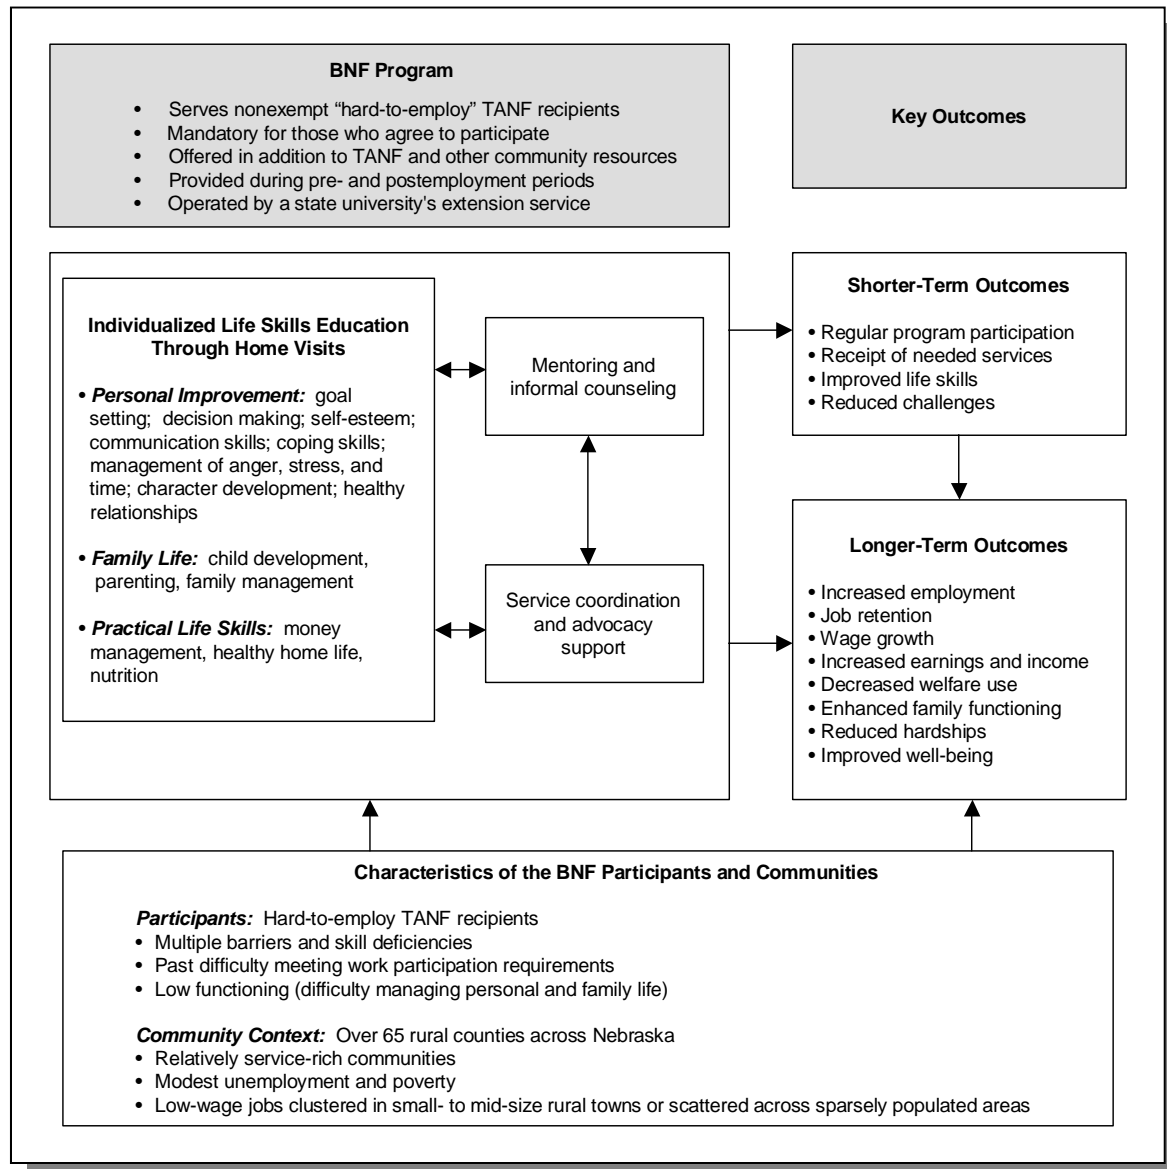 BNF Program
• Serves nonexempt “hard-to-employ” TANF recipients
• Mandatory for those who agree to participate
• Offered in addition to TANF and other community resources
• Provided during pre- and postemployment periods
• Operated by a state university's extension service
Key Outcomes
Individualized Life Skills Education
Through Home Visits
• Personal Improvement: goal
setting; decision making; self-esteem;
communication skills; coping skills;
management of anger, stress, and
time; character development; healthy
relationships
• Family Life: child development,
parenting, family management
• Practical Life Skills: money
management, healthy home life,
nutrition
Mentoring and
informal counseling
Service coordination
and advocacy
support
Shorter-Term Outcomes
• Regular program participation
• Receipt of needed services
• Improved life skills
• Reduced challenges
Longer-Term Outcomes
• Increased employment
• Job retention
• Wage growth
• Increased earnings and income
• Decreased welfare use
• Enhanced family functioning
• Reduced hardships
• Improved well-being
Characteristics of the BNF Participants and Communities
Participants: Hard-to-employ TANF recipients
• Multiple barriers and skill deficiencies
• Past difficulty meeting work participation requirements
• Low functioning (difficulty managing personal and family life)
Community Context: Over 65 rural counties across Nebraska
• Relatively service-rich communities
• Modest unemployment and poverty
• Low-wage jobs clustered in small- to mid-size rural towns or scattered across sparsely populated areas